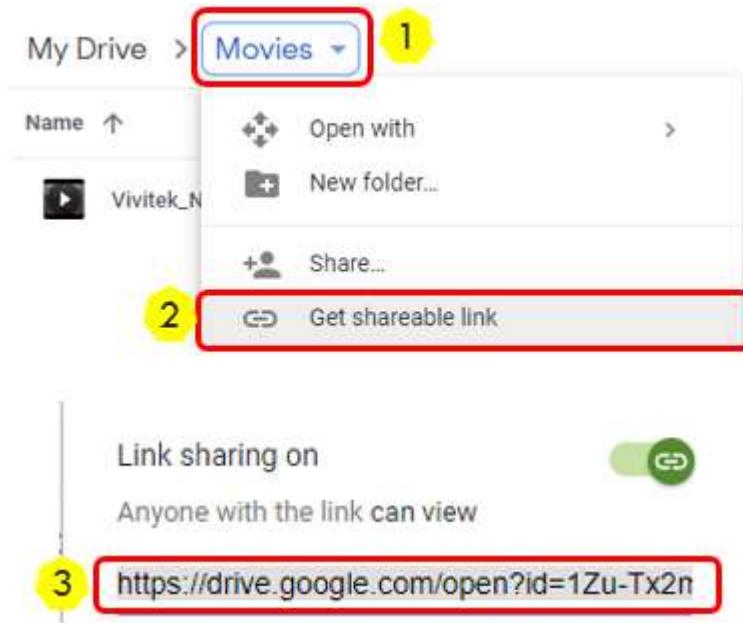 My Drive > Movies 1
Name
Open with >
New folder...
Vivitek_N
Share...
2 Get shareable link
Link sharing on
Anyone with the link can view
3 https://drive.google.com/open?id=1Zu-Tx2